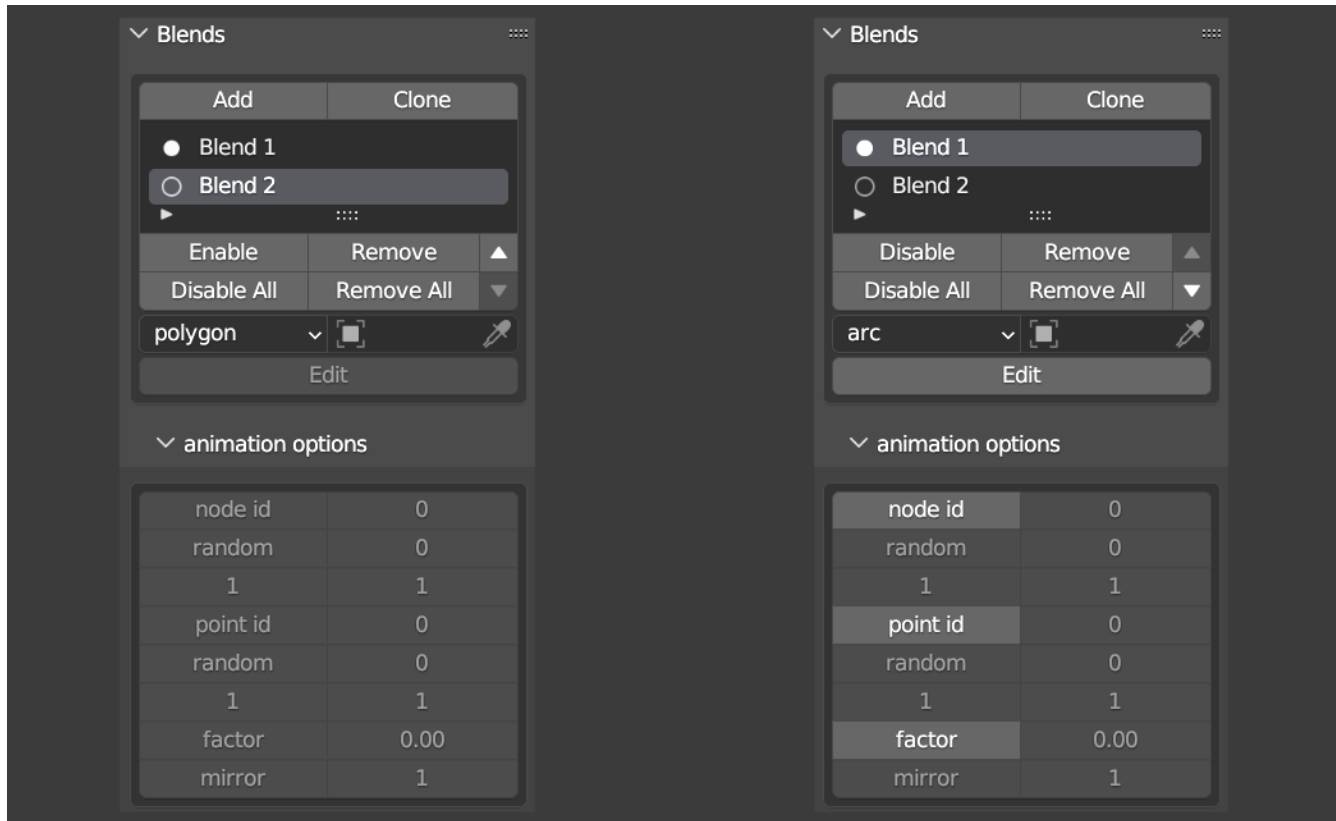 Blends
Add Clone
Blend 1
Blend 2
Enable Remove
Disable All Remove All
polygon
Edit
animation options
node id 0
random 0
1 1
point id 0
random 0
1 1
factor 0.00
mirror 1
Blends
Add Clone
Blend 1
Blend 2
Disable Remove
Disable All Remove All
arc
Edit
animation options
node id 0
random 0
1 1
point id 0
random 0
1 1
factor 0.00
mirror 1